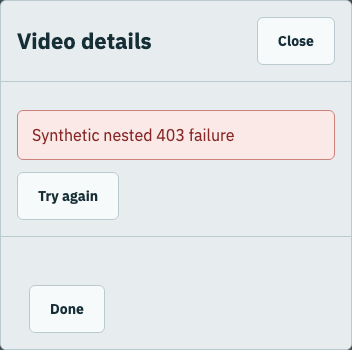 Video details
Close
Synthetic nested 403 failure
Try again
Done